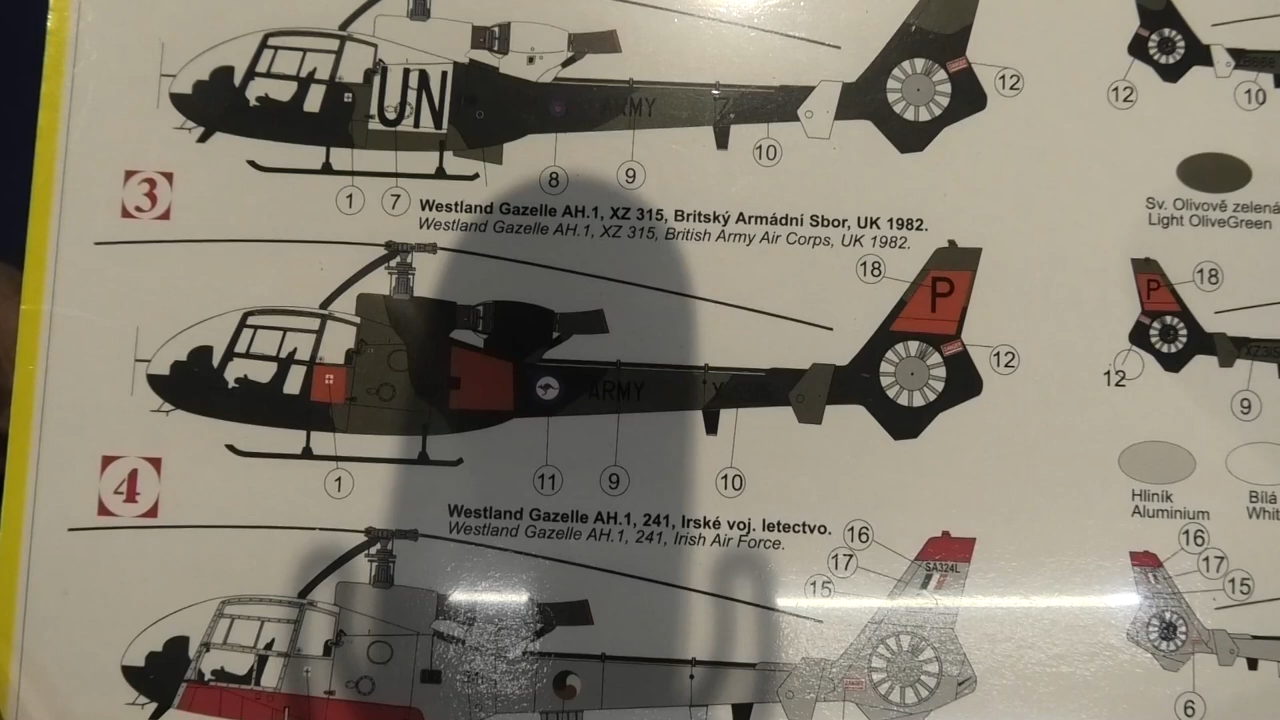 UN
ARMY
12
12
10
1
7
8
9
10
3
Westland Gazelle AH.1, XZ 315, Britský Armádní Sbor, UK 1982.
Westland Gazelle AH.1, XZ 315, British Army Air Corps, UK 1982.
Sv. Olivově zelená
Light OliveGreen
18
P
12
ARMY
P
18
12
9
1
11
9
10
4
Westland Gazelle AH.1, 241, Irské voj. letectvo.
Westland Gazelle AH.1, 241, Irish Air Force.
Hliník
Aluminium
Bílá
Whit
16
17
15
SA324L
16
17
15
6